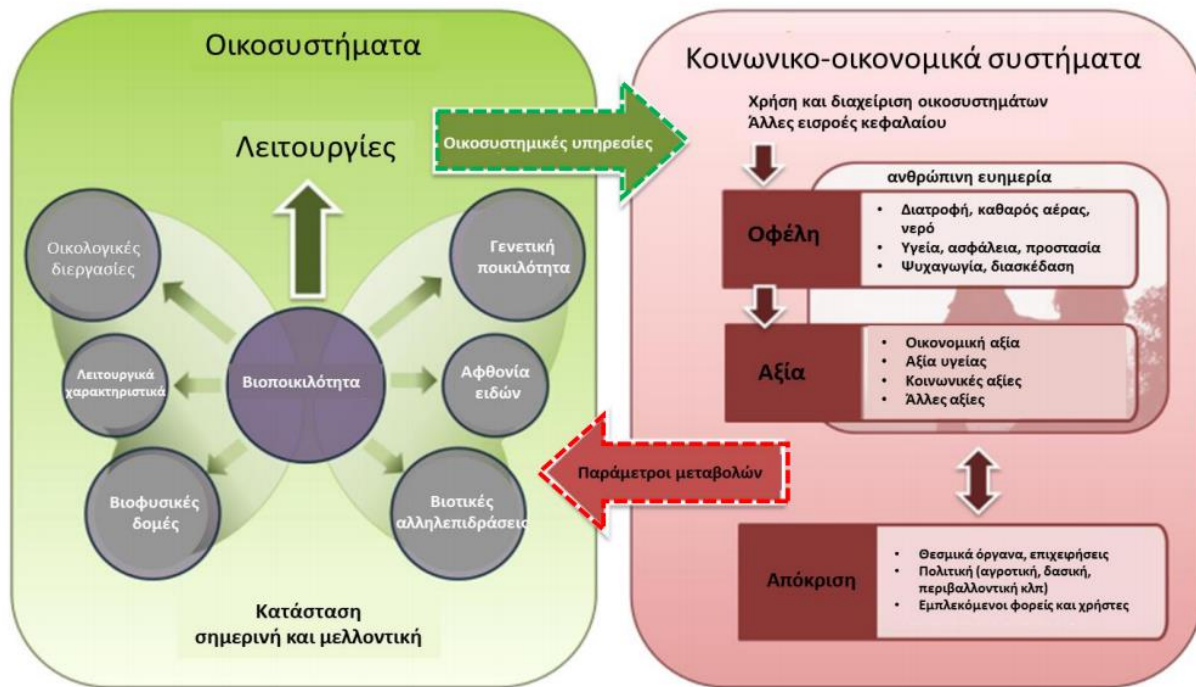 Οικοσυστήματα
Λειτουργίες
Οικολογικές
διεργασίες
Γενετική
ποικιλότητα
Λειτουργικά
χαρακτηριστικά
Βιοποικιλότητα
Αφθονία
ειδών
Βιοφυσικές
δομές
Βιοτικές
αλληλεπιδράσεις
Κατάσταση
σημερινή και μελλοντική
Οικοσυστημικές υπηρεσίες
Παράμετροι μεταβολών
Κοινωνικο-οικονομικά συστήματα
Χρήση και διαχείριση οικοσυστημάτων
Άλλες εισροές κεφαλαίου
ανθρώπινη ευημερία
Οφέλη
• Διατροφή, καθαρός αέρας,
νερό
• Υγεία, ασφάλεια, προστασία
• Ψυχαγωγία, διασκέδαση
Αξία
• Οικονομική αξία
• Αξία υγείας
• Κοινωνικές αξίες
• Άλλες αξίες
Απόκριση
• Θεσμικά όργανα, επιχειρήσεις
• Πολιτική (αγροτική, δασική,
περιβαλλοντική κλπ)
• Εμπλεκόμενοι φορείς και χρήστες